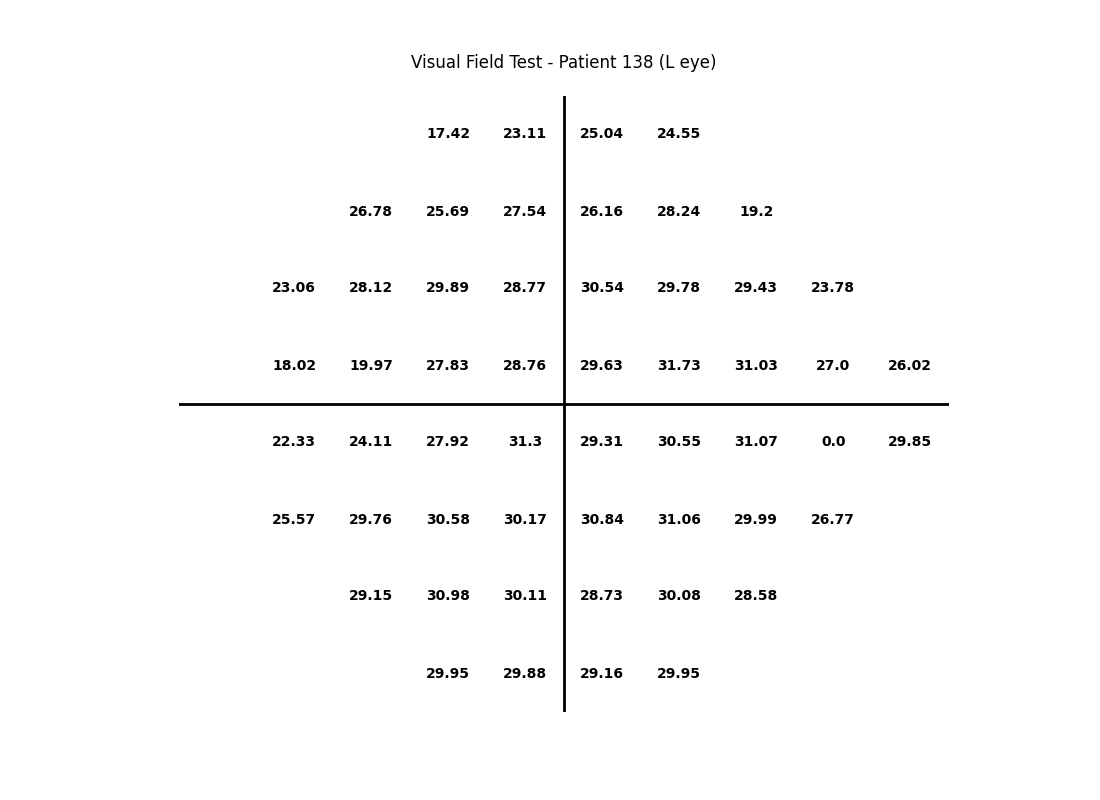 Visual Field Test - Patient 138 (L eye)
17.42 23.11 25.04 24.55
26.78 25.69 27.54 26.16 28.24 19.2
23.06 28.12 29.89 28.77 30.54 29.78 29.43 23.78
18.02 19.97 27.83 28.76 29.63 31.73 31.03 27.0 26.02
22.33 24.11 27.92 31.3 29.31 30.55 31.07 0.0 29.85
25.57 29.76 30.58 30.17 30.84 31.06 29.99 26.77
29.15 30.98 30.11 28.73 30.08 28.58
29.95 29.88 29.16 29.95